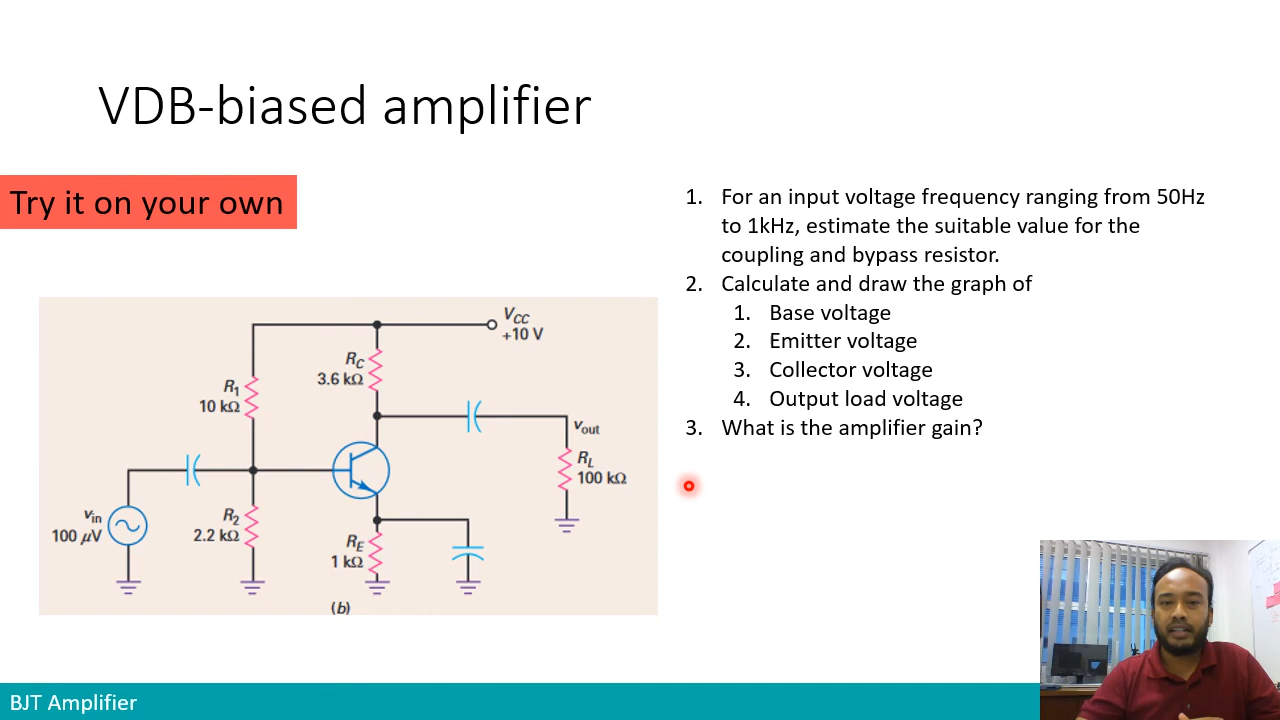 VDB-biased amplifier
Try it on your own
1. For an input voltage frequency ranging from 50Hz
to 1kHz, estimate the suitable value for the
coupling and bypass resistor.
2. Calculate and draw the graph of
1. Base voltage
2. Emitter voltage
3. Collector voltage
4. Output load voltage
3. What is the amplifier gain?
VCC
+10 V
RC
3.6 kΩ
R1
10 kΩ
vout
RL
100 kΩ
vin
100 μV
R2
2.2 kΩ
RE
1 kΩ
(b)
BJT Amplifier